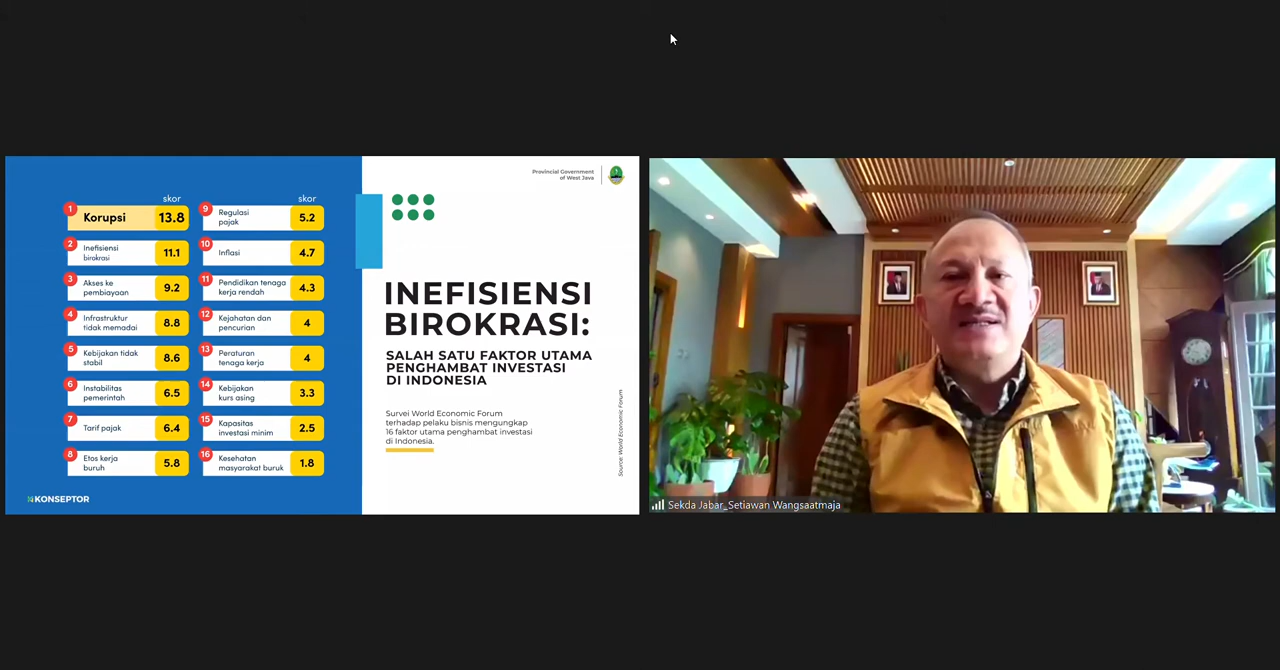 Provincial Government
of West Java
skor
1
Korupsi
13.8
2
Inefisiensi
birokrasi
11.1
3
Akses ke
pembiayaan
9.2
4
Infrastruktur
tidak memadai
8.8
5
Kebijakan tidak
stabil
8.6
6
Instabilitas
pemerintah
6.5
7
Tarif pajak
6.4
8
Etos kerja
buruh
5.8
skor
9
Regulasi
pajak
5.2
10
Inflasi
4.7
11
Pendidikan tenaga
kerja rendah
4.3
12
Kejahatan dan
pencurian
4
13
Peraturan
tenaga kerja
4
14
Kebijakan
kurs asing
3.3
15
Kapasitas
investasi minim
2.5
16
Kesehatan
masyarakat buruk
1.8
KONSEPTOR
INEFISIENSI
BIROKRASI:
SALAH SATU FAKTOR UTAMA
PENGHAMBAT INVESTASI
DI INDONESIA
Survei World Economic Forum
terhadap pelaku bisnis mengungkap
16 faktor utama penghambat investasi
di Indonesia.
Source: World Economic Forum
Sekda Jabar_Setiawan Wangsaatmaja